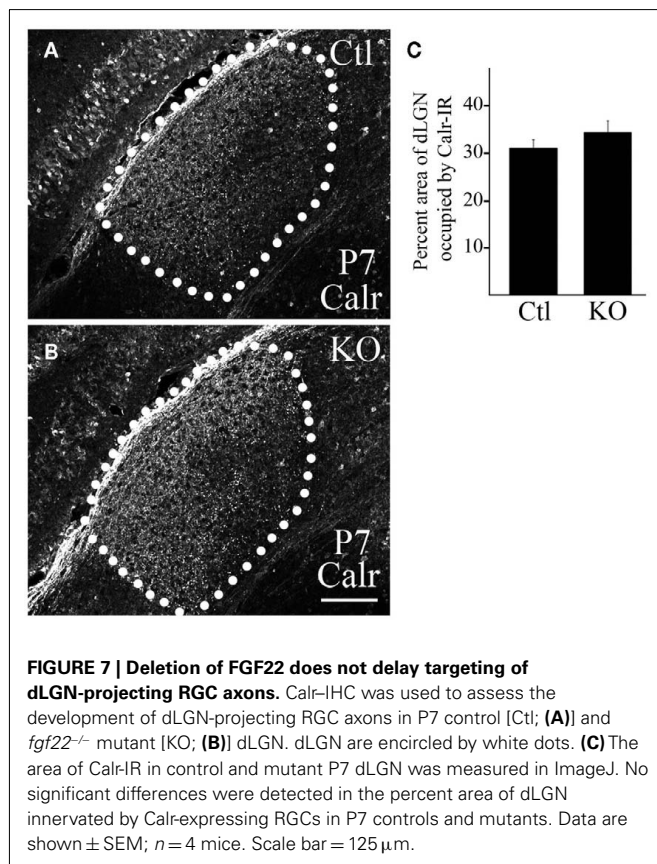 A
Ctl
P7
Calr
B
KO
P7
Calr
C
Percent area of dLGN
occupied by Calr-IR
40
30
20
10
Ctl
KO
FIGURE 7 | Deletion of FGF22 does not delay targeting of
dLGN-projecting RGC axons. Calr–IHC was used to assess the
development of dLGN-projecting RGC axons in P7 control [Ctl; (A)] and
fgf22−/− mutant [KO; (B)] dLGN. dLGN are encircled by white dots. (C) The
area of Calr-IR in control and mutant P7 dLGN was measured in ImageJ. No
significant differences were detected in the percent area of dLGN
innervated by Calr-expressing RGCs in P7 controls and mutants. Data are
shown ± SEM; n = 4 mice. Scale bar = 125 μm.